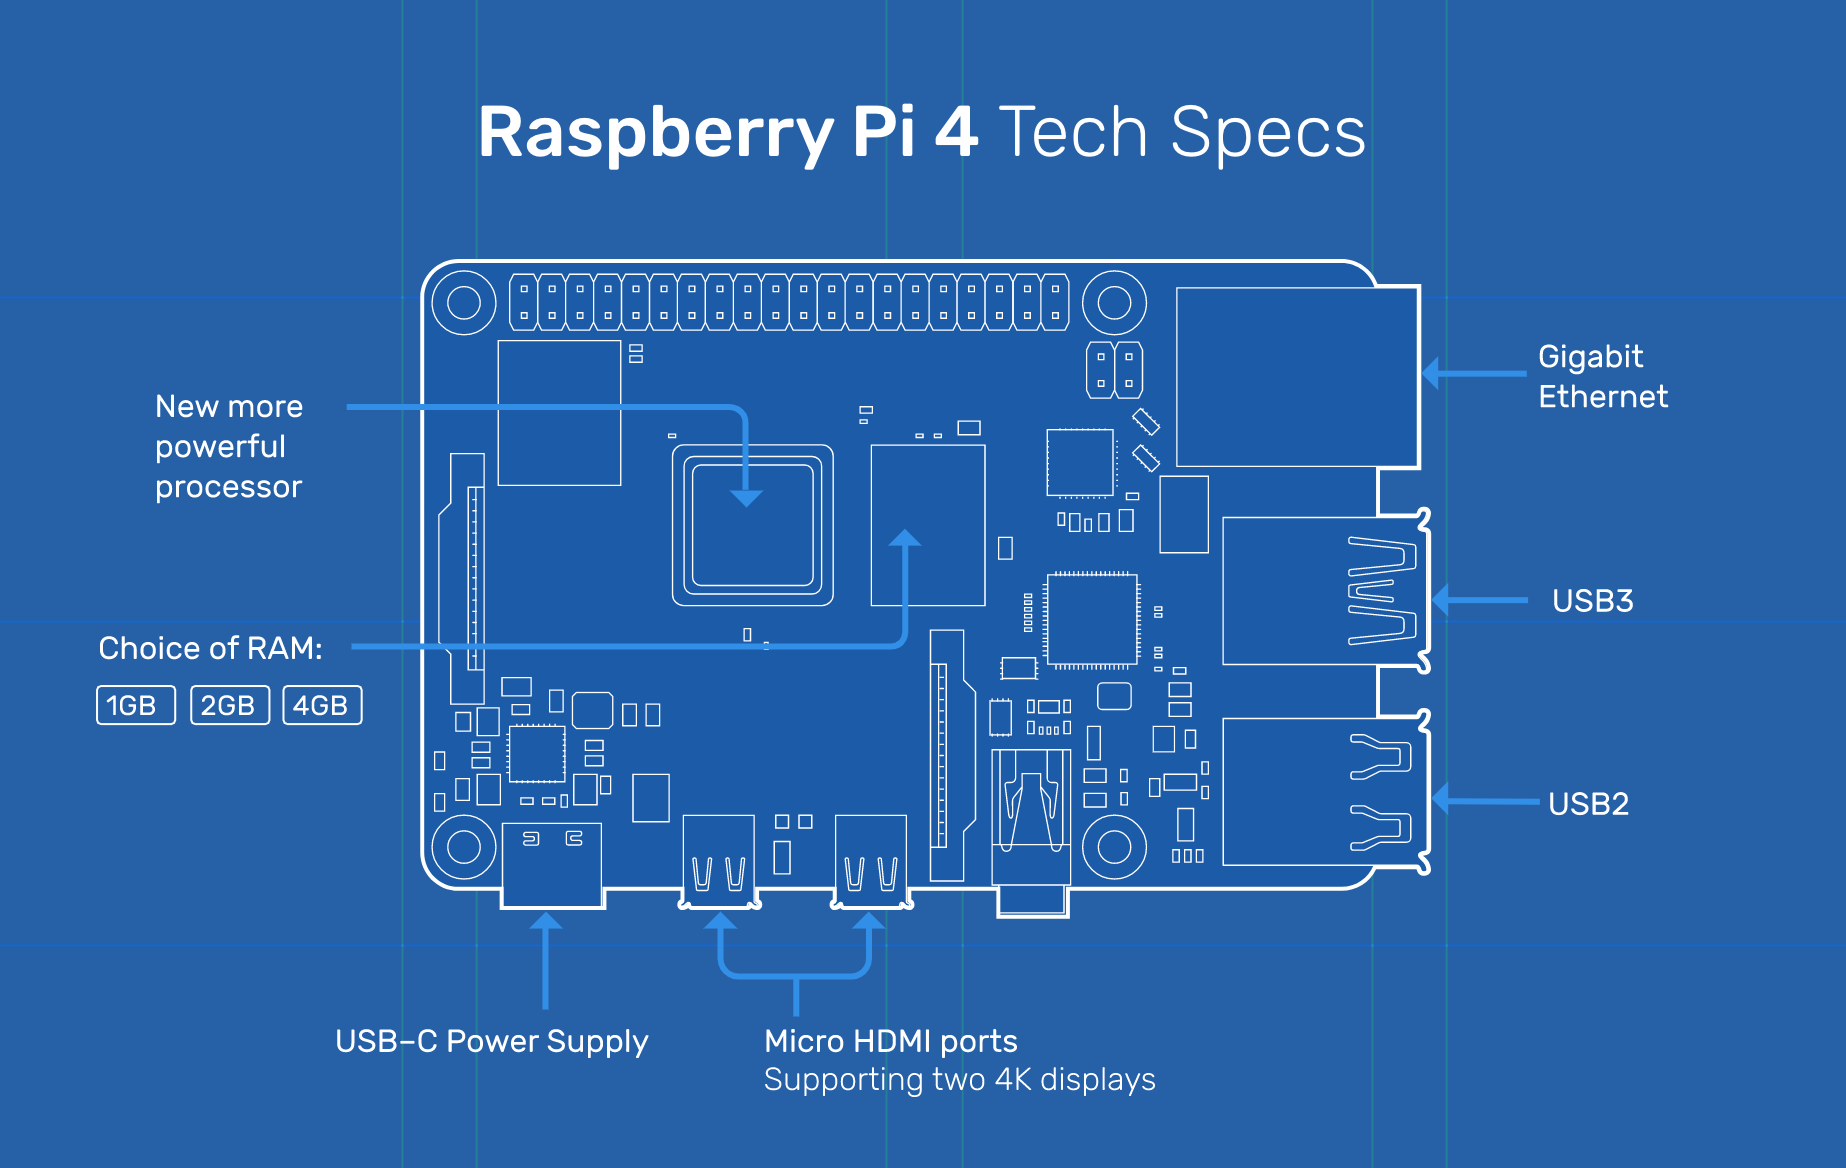 Raspberry Pi 4 Tech Specs
New more
powerful
processor
Gigabit
Ethernet
Choice of RAM:
1GB 2GB 4GB
USB3
USB2
USB-C Power Supply
Micro HDMI ports
Supporting two 4K displays